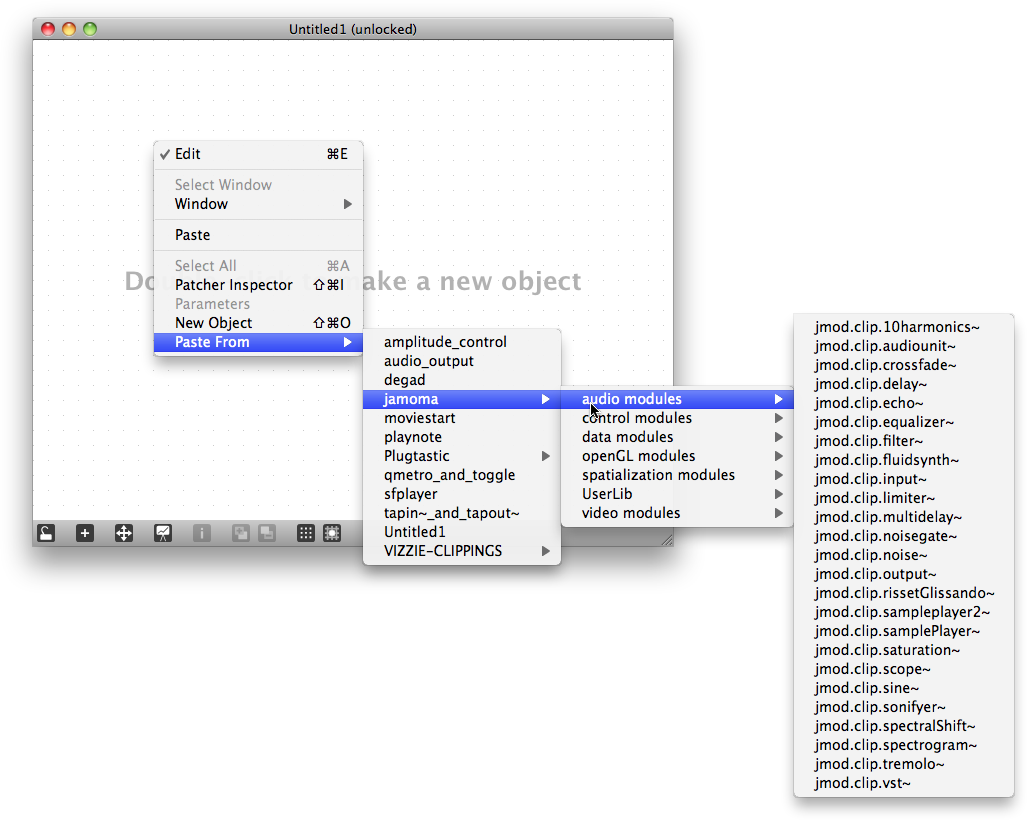 Untitled1 (unlocked)
Edit ⌘E
Select Window
Window
Paste
Select All ⌘A
Patcher Inspector ⇧⌘I
Parameters
New Object ⇧⌘O
Paste From
make a new object
amplitude_control
audio_output
degad
jamoma
moviestart
playnote
Plugtastic
qmetro_and_toggle
sfplayer
tapin~_and_tapout~
Untitled1
VIZZIE-CLIPPINGS
audio modules
control modules
data modules
openGL modules
spatialization modules
UserLib
video modules
jmod.clip.10harmonics~
jmod.clip.audiounit~
jmod.clip.crossfade~
jmod.clip.delay~
jmod.clip.echo~
jmod.clip.equalizer~
jmod.clip.filter~
jmod.clip.fluidsynth~
jmod.clip.input~
jmod.clip.limiter~
jmod.clip.multidelay~
jmod.clip.noisegate~
jmod.clip.noise~
jmod.clip.output~
jmod.clip.rissetGlissando~
jmod.clip.sampleplayer2~
jmod.clip.samplePlayer~
jmod.clip.saturation~
jmod.clip.scope~
jmod.clip.sine~
jmod.clip.sonifyer~
jmod.clip.spectralShift~
jmod.clip.spectrogram~
jmod.clip.tremolo~
jmod.clip.vst~